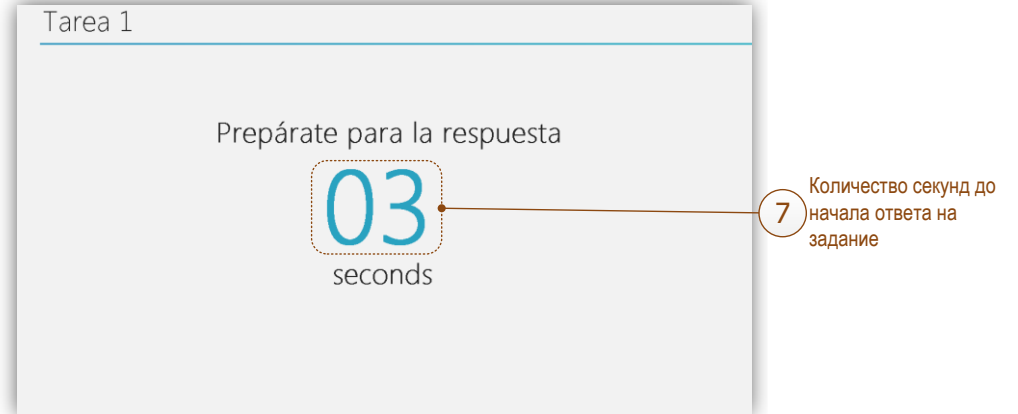 Tarea 1
Prepárate para la respuesta
03
seconds
7
Количество секунд до
начала ответа на
задание